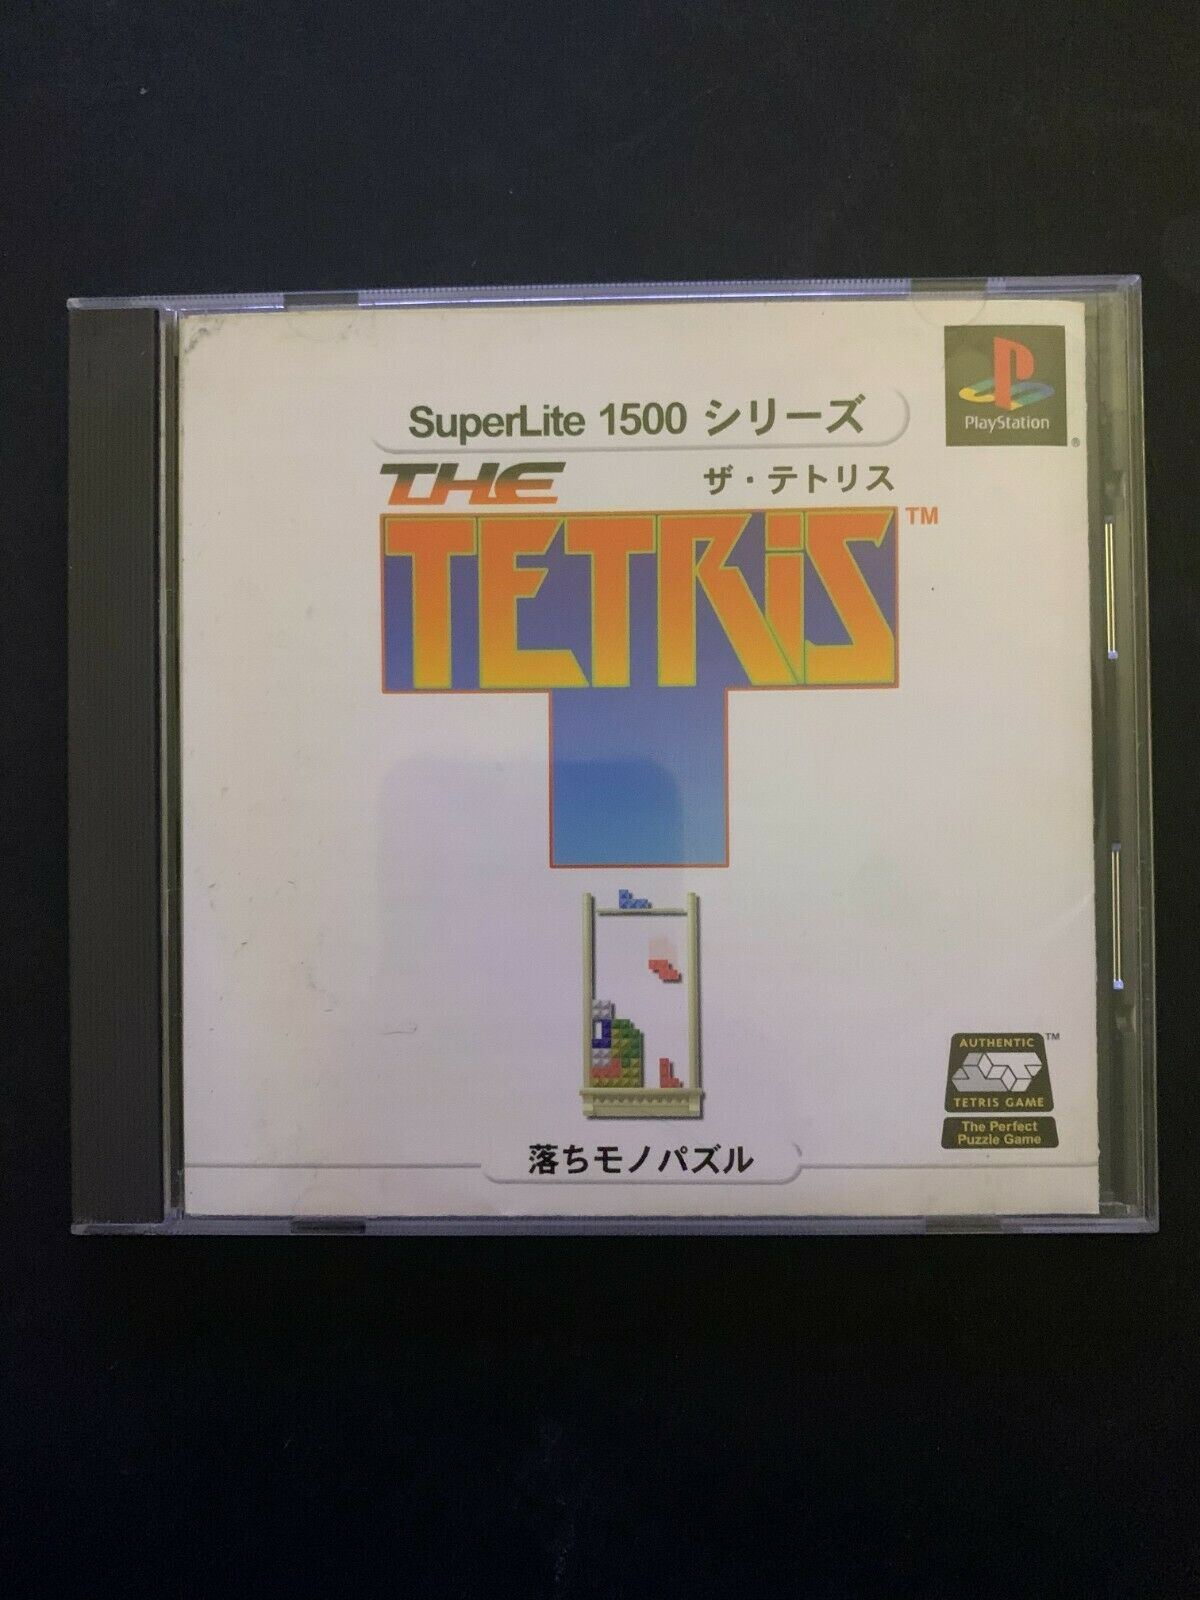 SuperLite 1500 シリーズ
PlayStation
®
THE
ザ・テトリス
TETRiS
TM
AUTHENTIC
TM
TETRIS GAME
The Perfect
Puzzle Game
落ちモノパズル